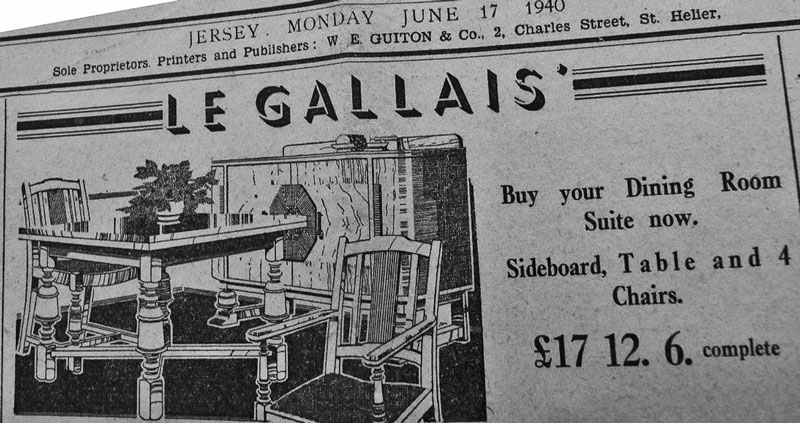 JERSEY. MONDAY JUNE 17 1940
Sole Proprietors. Printers and Publishers: W. E. GUITON & Co., 2, Charles Street, St. Helier,
LE GALLAIS'
Buy your Dining Room
Suite now.
Sideboard, Table and 4
Chairs.
£17 12. 6. complete